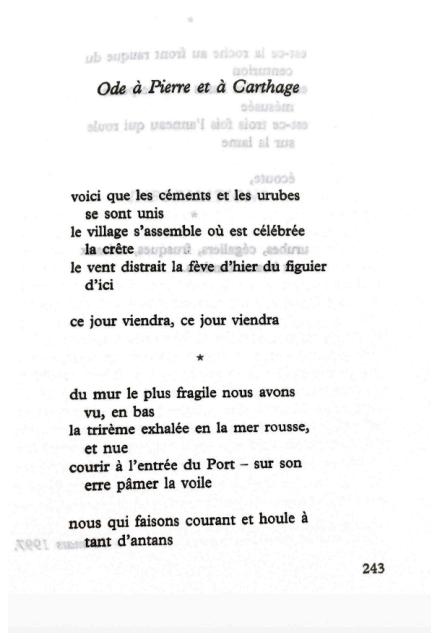 Ode à Pierre et à Carthage
voici que les céments et les urubes
se sont unis
le village s'assemble où est célébrée
la crête
le vent distrait la fève d'hier du figuier
d'ici
ce jour viendra, ce jour viendra
*
du mur le plus fragile nous avons
vu, en bas
la trirème exhalée en la mer rousse,
et nue
courir à l'entrée du Port – sur son
erre pâmer la voile
nous qui faisons courant et houle à
tant d'antans
243